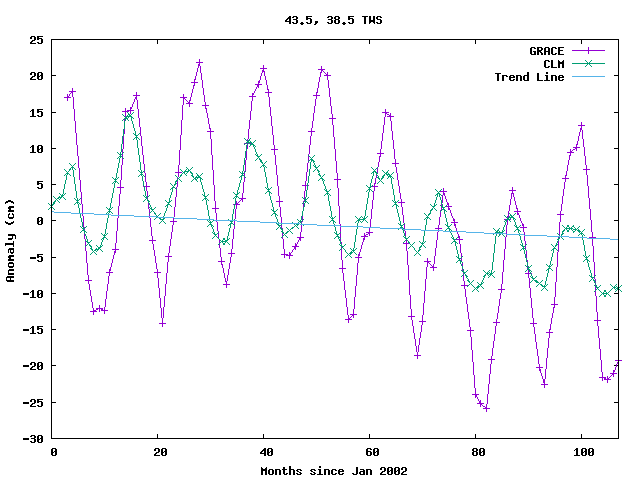 43.5, 38.5 TWS
GRACE
CLM
Trend Line
25
20
15
10
5
0
-5
-10
-15
-20
-25
-30
Anomaly (cm)
0 20 40 60 80 100
Months since Jan 2002